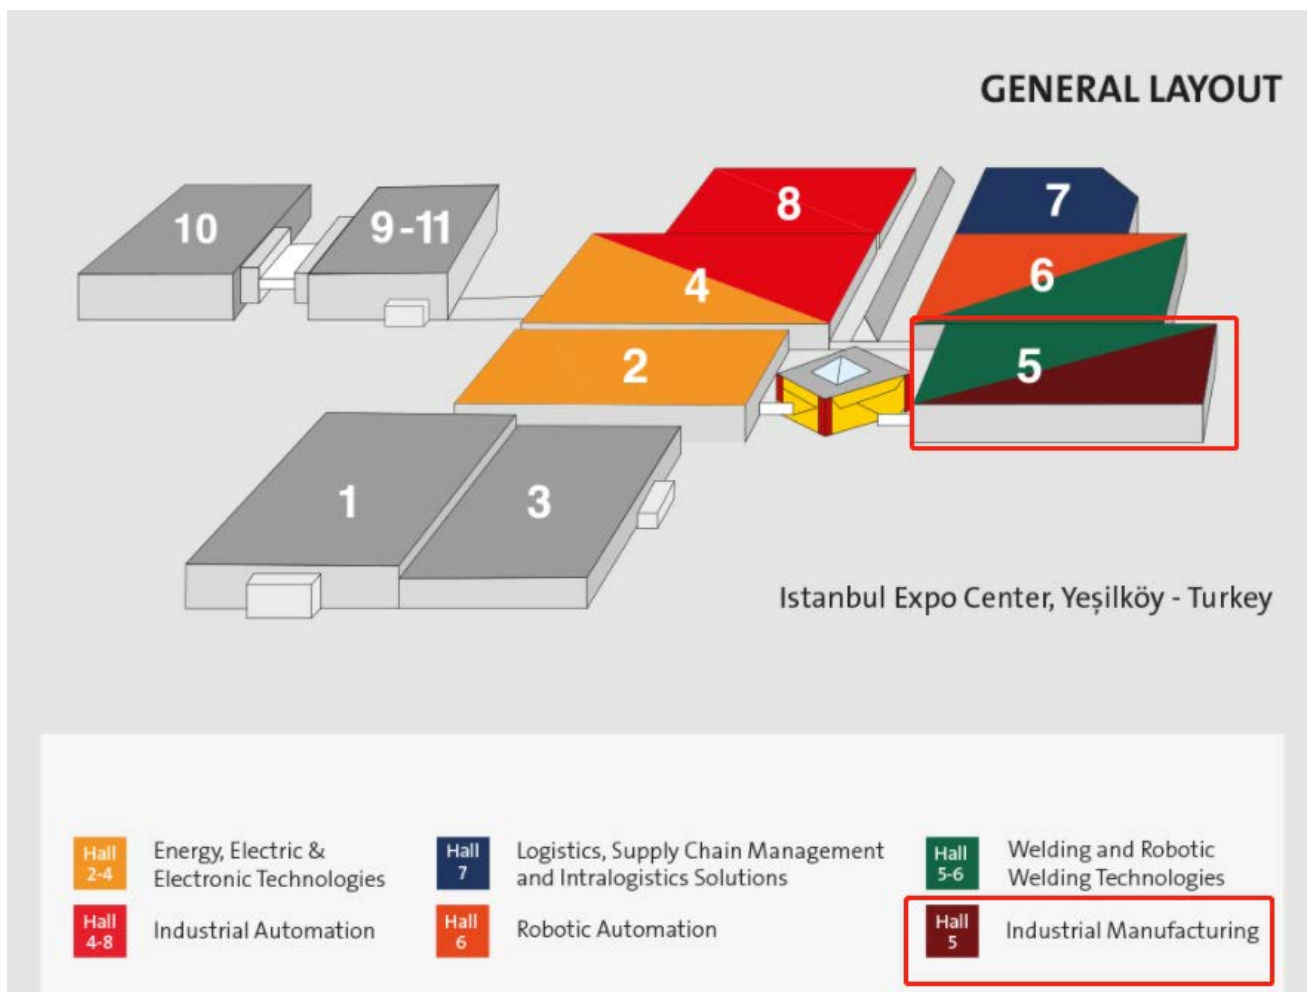 GENERAL LAYOUT
10
9-11
8
7
4
6
2
5
1
3
Istanbul Expo Center, Yeşilköy - Turkey
Hall
2-4
Energy, Electric &
Electronic Technologies
Hall
7
Logistics, Supply Chain Management
and Intralogistics Solutions
Hall
5-6
Welding and Robotic
Welding Technologies
Hall
4-8
Industrial Automation
Hall
6
Robotic Automation
Hall
5
Industrial Manufacturing